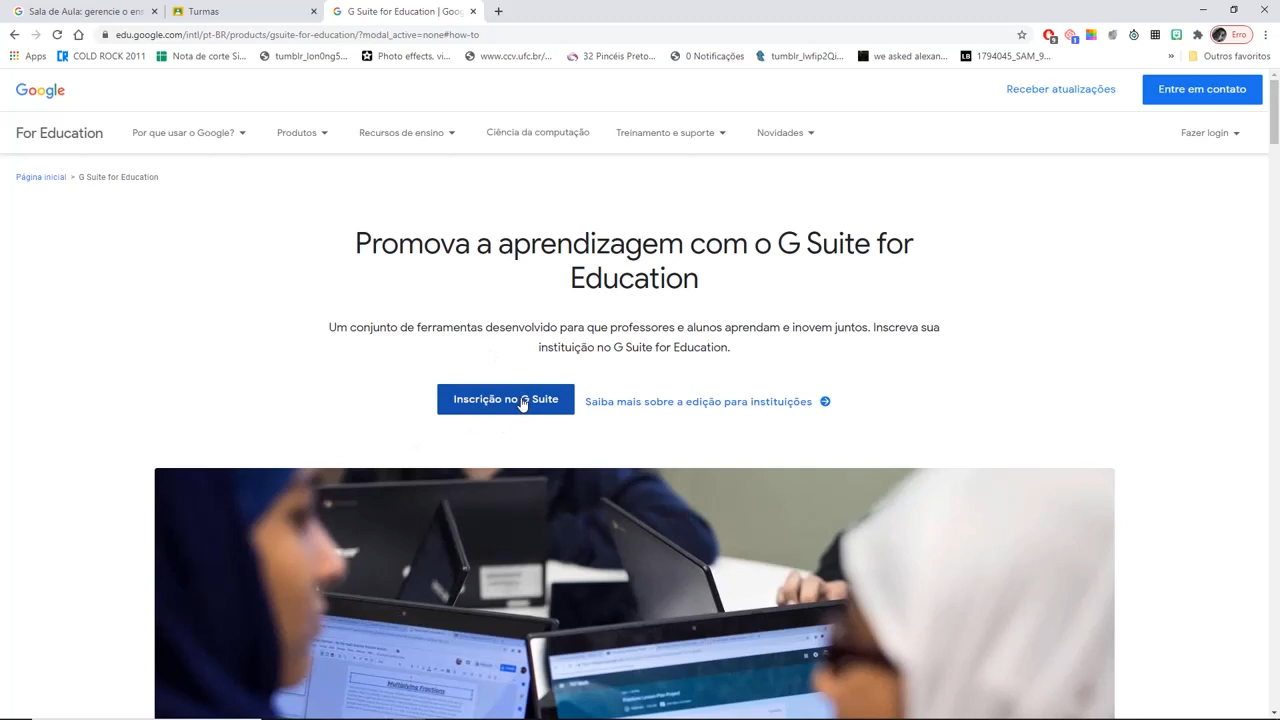 Sala de Aula: gerencie o en
Turmas
G Suite for Education | Goo
edu.google.com/intl/pt-BR/products/gsuite-for-education/?modal_active=none#how-to
Erro
Apps
COLD ROCK 2011
Nota de corte Si...
tumblr_lon0ng5...
Photo effects, vi...
www.ccv.ufc.br/...
32 Pincéis Preto...
0 Notificações
tumblr_lwfip2Qi...
we asked alexan...
1794045_SAM_9...
»
Outros favoritos
Google
Receber atualizações
Entre em contato
For Education
Por que usar o Google?
Produtos
Recursos de ensino
Ciência da computação
Treinamento e suporte
Novidades
Fazer login
Página inicial > G Suite for Education
Promova a aprendizagem com o G Suite for
Education
Um conjunto de ferramentas desenvolvido para que professores e alunos aprendam e inovem juntos. Inscreva sua
instituição no G Suite for Education.
Inscrição no G Suite
Saiba mais sobre a edição para instituições
Multiplying Fractions